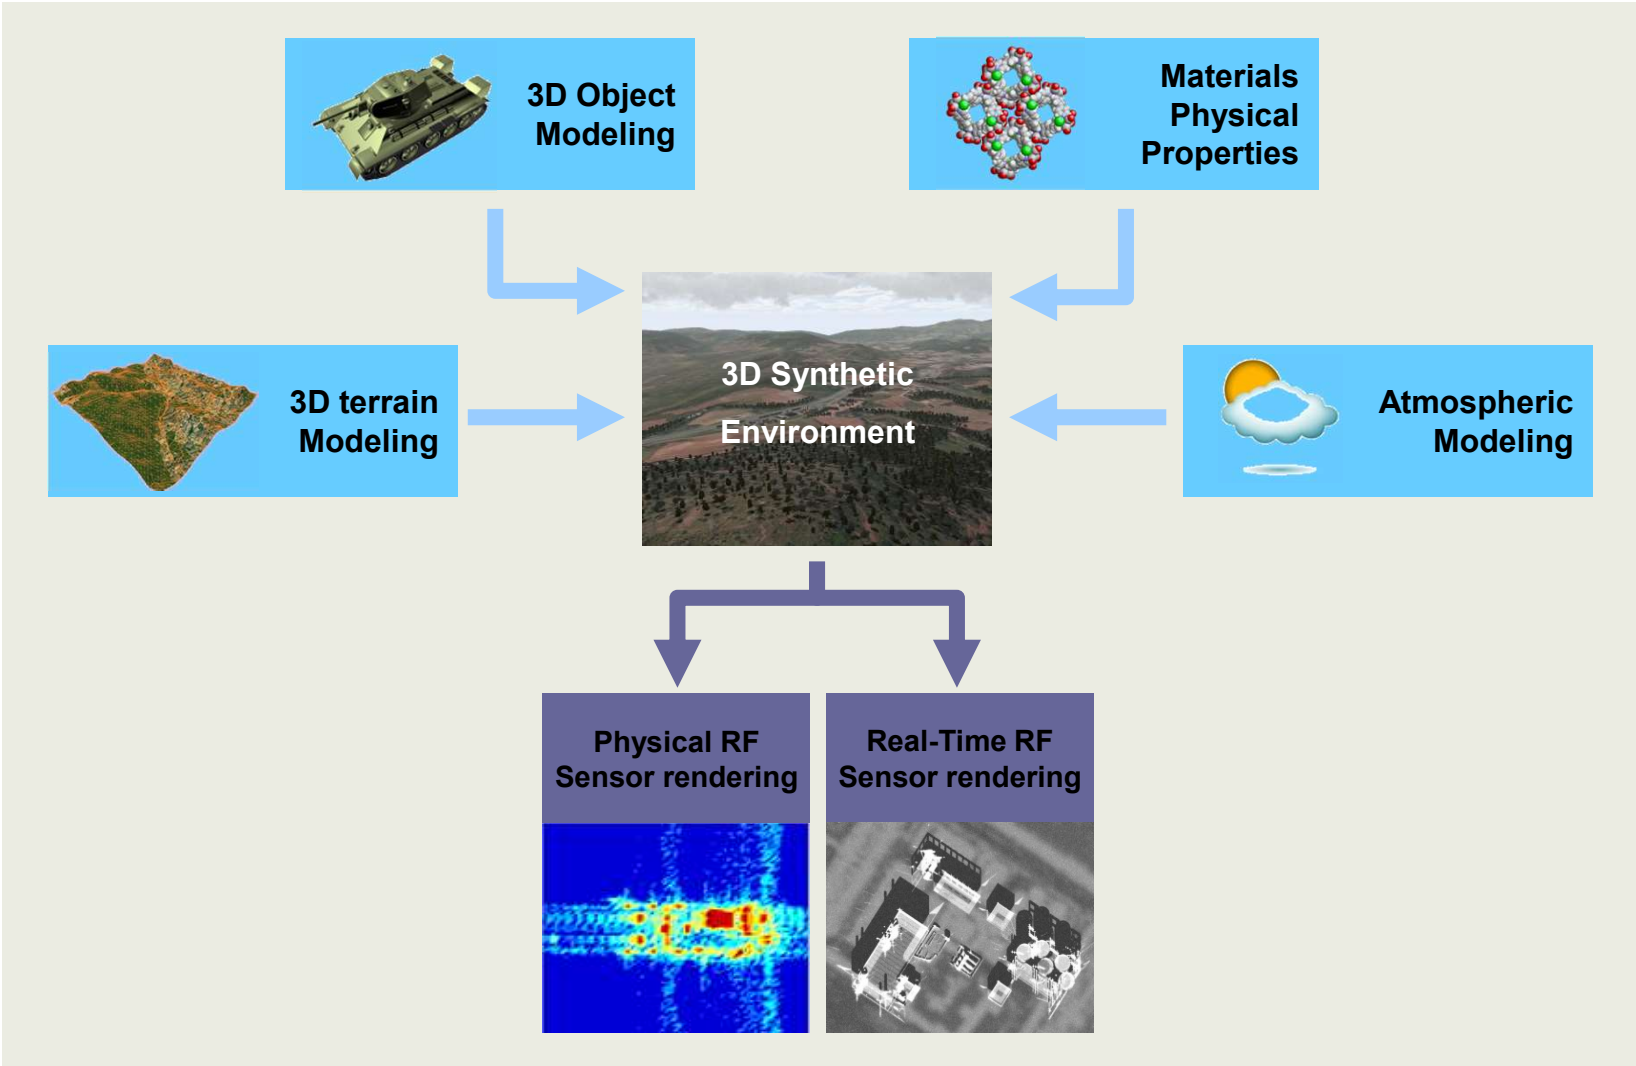 3D Object
Modeling
Materials
Physical
Properties
3D terrain
Modeling
3D Synthetic
Environment
Atmospheric
Modeling
Physical RF
Sensor rendering
Real-Time RF
Sensor rendering